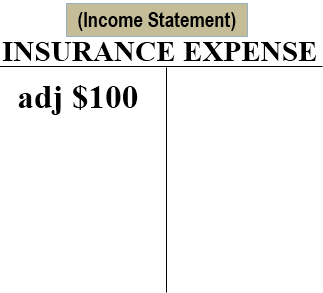 (Income Statement)
INSURANCE EXPENSE
adj $100